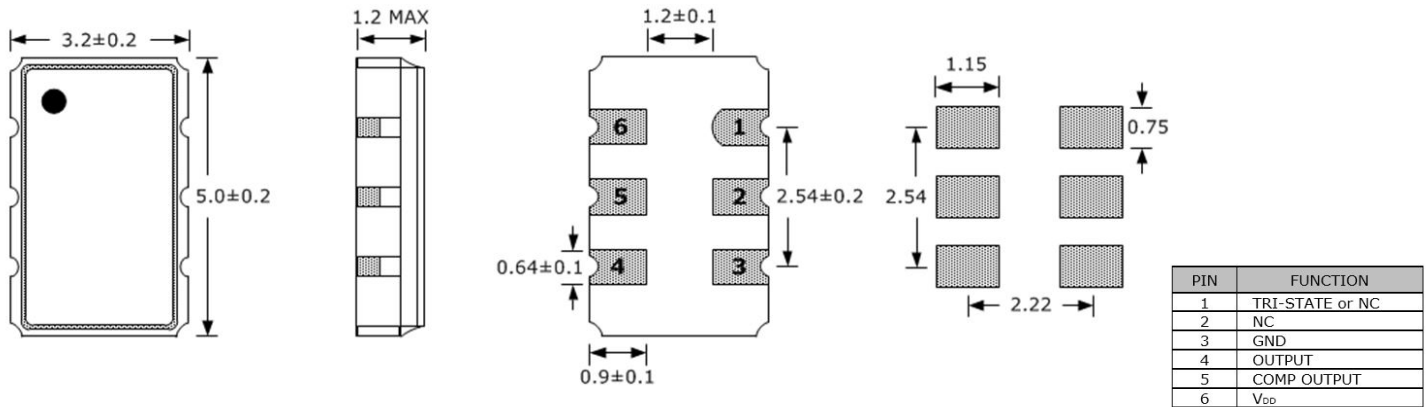 3.2±0.2
5.0±0.2
1.2 MAX
1.2±0.1
6 1
5 2
4 3
2.54±0.2
0.64±0.1
0.9±0.1
1.15
0.75
2.54
2.22
PIN FUNCTION
1 TRI-STATE or NC
2 NC
3 GND
4 OUTPUT
5 COMP OUTPUT
6 VDD